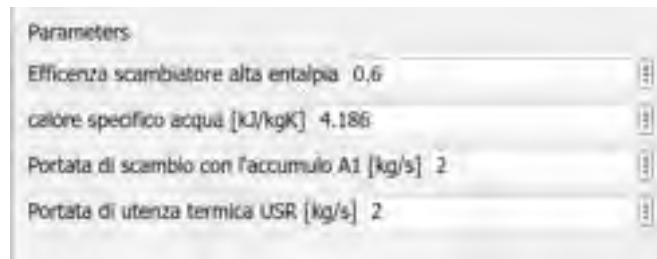 Parameters
Efficenza scambiatore alta entalpia 0,6
calore specifico acqua [kJ/kgK] 4.186
Portata di scambio con l'accumulo A1 [kg/s] 2
Portata di utenza termica USR [kg/s] 2